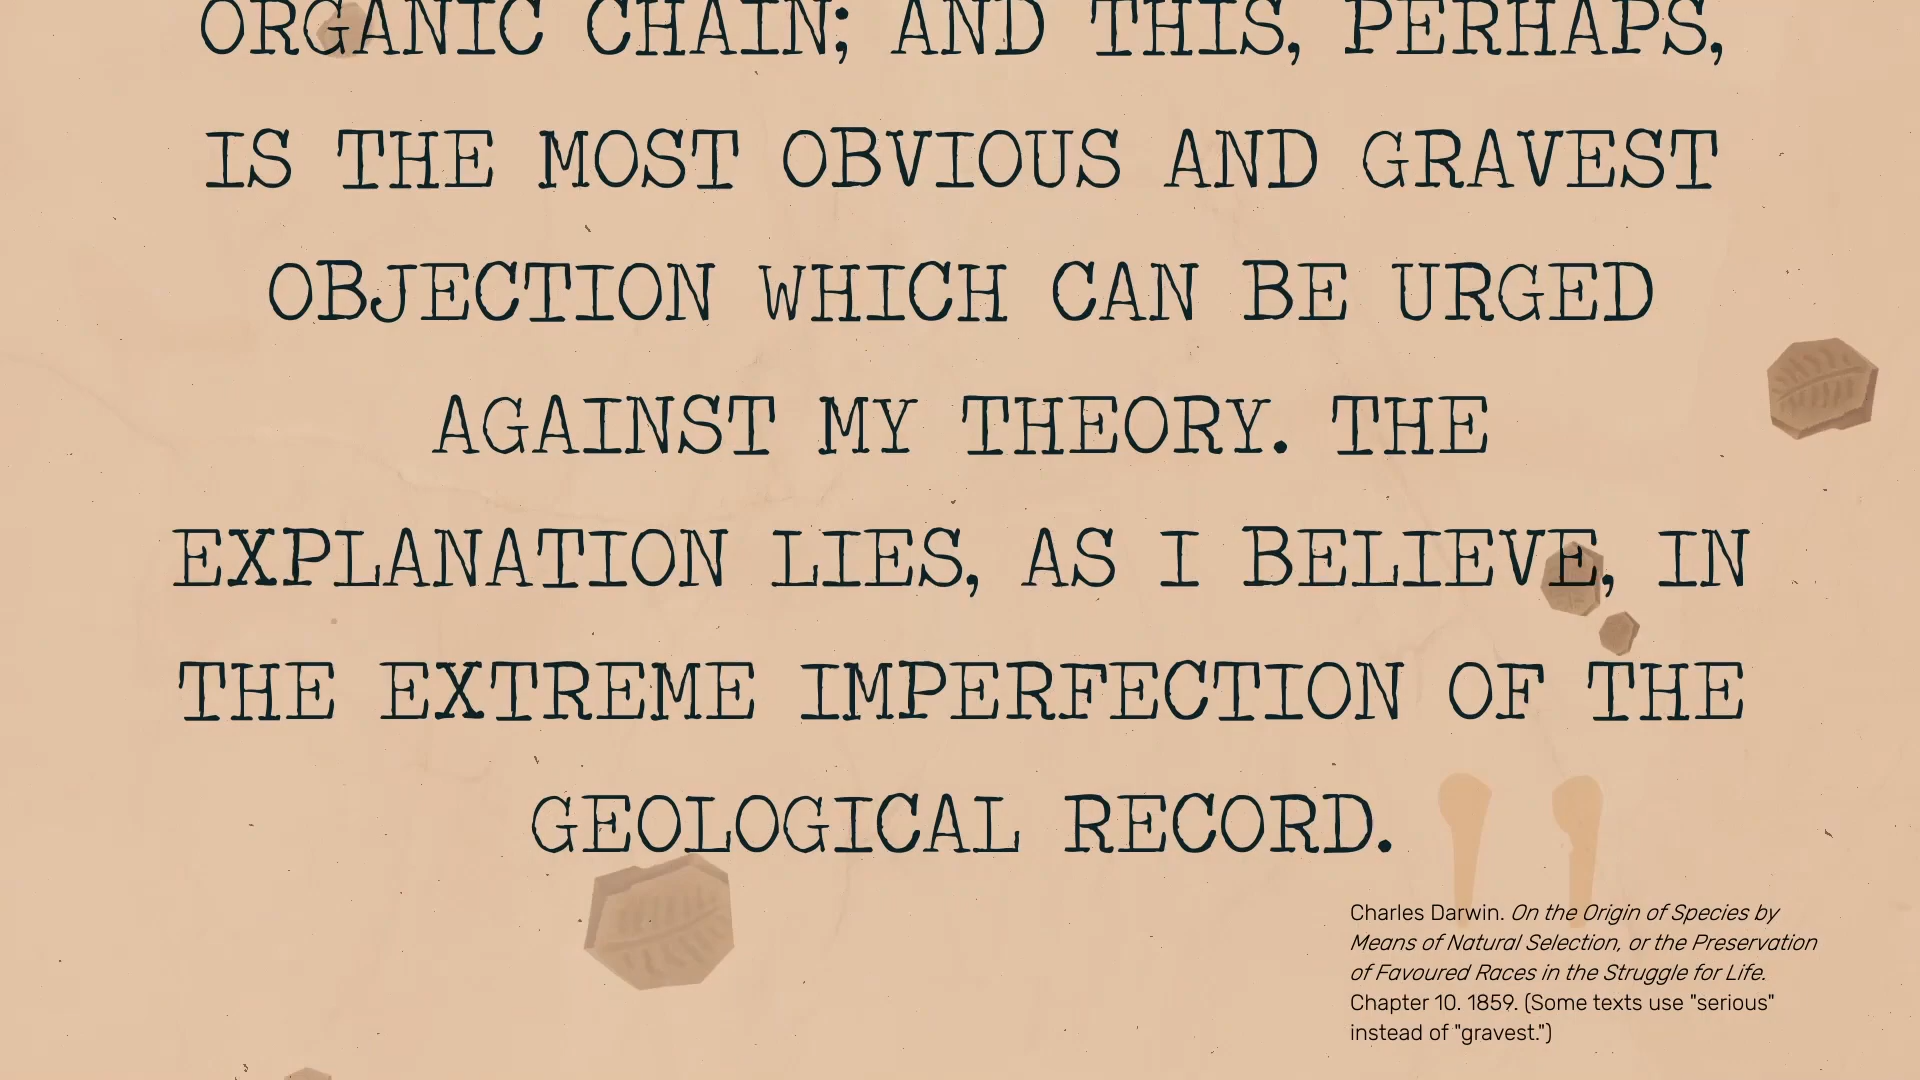 ORGANIC CHAIN; AND THIS, PERHAPS,
IS THE MOST OBVIOUS AND GRAVEST
OBJECTION WHICH CAN BE URGED
AGAINST MY THEORY. THE
EXPLANATION LIES, AS I BELIEVE, IN
THE EXTREME IMPERFECTION OF THE
GEOLOGICAL RECORD.
Charles Darwin. On the Origin of Species by
Means of Natural Selection, or the Preservation
of Favoured Races in the Struggle for Life.
Chapter 10. 1859. (Some texts use "serious"
instead of "gravest.")